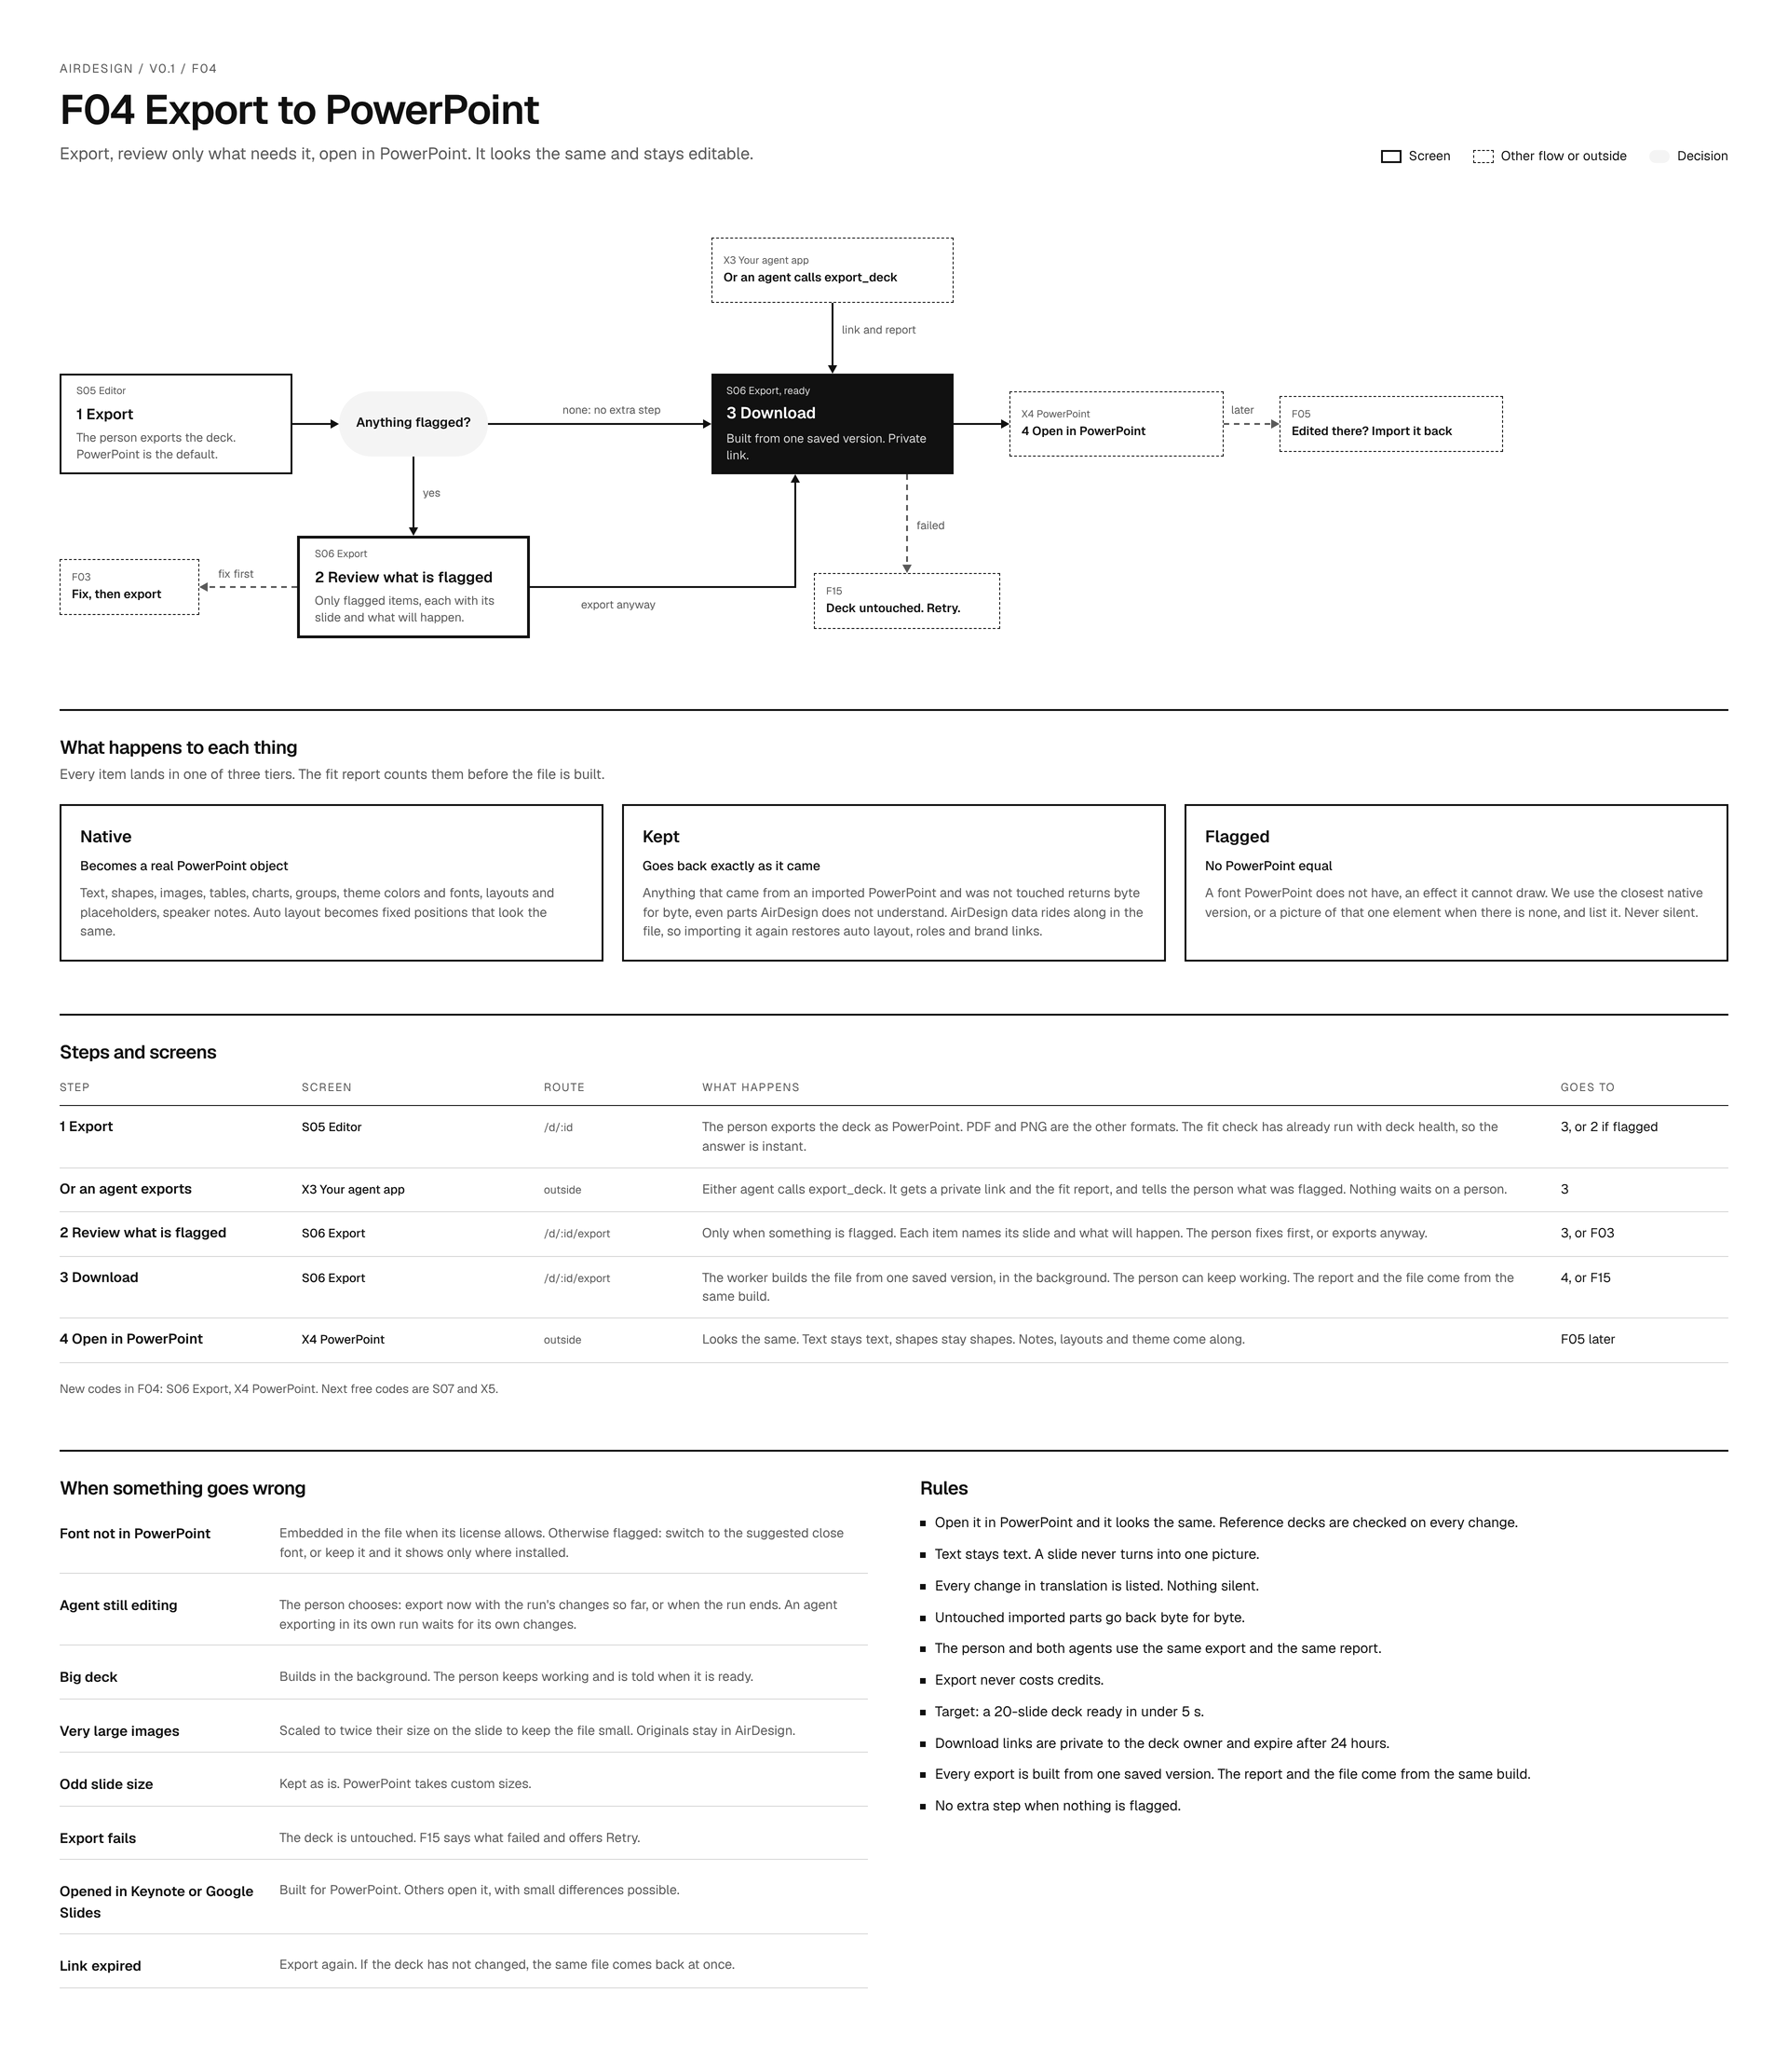 AIRDESIGN / V0.1 / F04
F04 Export to PowerPoint
Export, review only what needs it, open in PowerPoint. It looks the same and stays editable.
Screen
Other flow or outside
Decision
X3 Your agent app
Or an agent calls export_deck
link and report
S05 Editor
1 Export
The person exports the deck.
PowerPoint is the default.
Anything flagged?
none: no extra step
S06 Export, ready
3 Download
Built from one saved version. Private
link.
X4 PowerPoint
4 Open in PowerPoint
later
F05
Edited there? Import it back
yes
failed
F03
Fix, then export
fix first
S06 Export
2 Review what is flagged
Only flagged items, each with its
slide and what will happen.
export anyway
F15
Deck untouched. Retry.
What happens to each thing
Every item lands in one of three tiers. The fit report counts them before the file is built.
Native
Becomes a real PowerPoint object
Text, shapes, images, tables, charts, groups, theme colors and fonts, layouts and
placeholders, speaker notes. Auto layout becomes fixed positions that look the
same.
Kept
Goes back exactly as it came
Anything that came from an imported PowerPoint and was not touched returns byte
for byte, even parts AirDesign does not understand. AirDesign data rides along in the
file, so importing it again restores auto layout, roles and brand links.
Flagged
No PowerPoint equal
A font PowerPoint does not have, an effect it cannot draw. We use the closest native
version, or a picture of that one element when there is none, and list it. Never silent.
Steps and screens
STEP SCREEN ROUTE WHAT HAPPENS GOES TO
1 Export S05 Editor /d/:id The person exports the deck as PowerPoint. PDF and PNG are the other formats. The fit check has already run with deck health, so the 3, or 2 if flagged
answer is instant.
Or an agent exports X3 Your agent app outside Either agent calls export_deck. It gets a private link and the fit report, and tells the person what was flagged. Nothing waits on a person. 3
2 Review what is flagged S06 Export /d/:id/export Only when something is flagged. Each item names its slide and what will happen. The person fixes first, or exports anyway. 3, or F03
3 Download S06 Export /d/:id/export The worker builds the file from one saved version, in the background. The person can keep working. The report and the file come from the 4, or F15
same build.
4 Open in PowerPoint X4 PowerPoint outside Looks the same. Text stays text, shapes stay shapes. Notes, layouts and theme come along. F05 later
New codes in F04: S06 Export, X4 PowerPoint. Next free codes are S07 and X5.
When something goes wrong
Font not in PowerPoint Embedded in the file when its license allows. Otherwise flagged: switch to the suggested close
font, or keep it and it shows only where installed.
Agent still editing The person chooses: export now with the run's changes so far, or when the run ends. An agent
exporting in its own run waits for its own changes.
Big deck Builds in the background. The person keeps working and is told when it is ready.
Very large images Scaled to twice their size on the slide to keep the file small. Originals stay in AirDesign.
Odd slide size Kept as is. PowerPoint takes custom sizes.
Export fails The deck is untouched. F15 says what failed and offers Retry.
Opened in Keynote or Google Built for PowerPoint. Others open it, with small differences possible.
Slides
Link expired Export again. If the deck has not changed, the same file comes back at once.
Rules
Open it in PowerPoint and it looks the same. Reference decks are checked on every change.
Text stays text. A slide never turns into one picture.
Every change in translation is listed. Nothing silent.
Untouched imported parts go back byte for byte.
The person and both agents use the same export and the same report.
Export never costs credits.
Target: a 20-slide deck ready in under 5 s.
Download links are private to the deck owner and expire after 24 hours.
Every export is built from one saved version. The report and the file come from the same build.
No extra step when nothing is flagged.